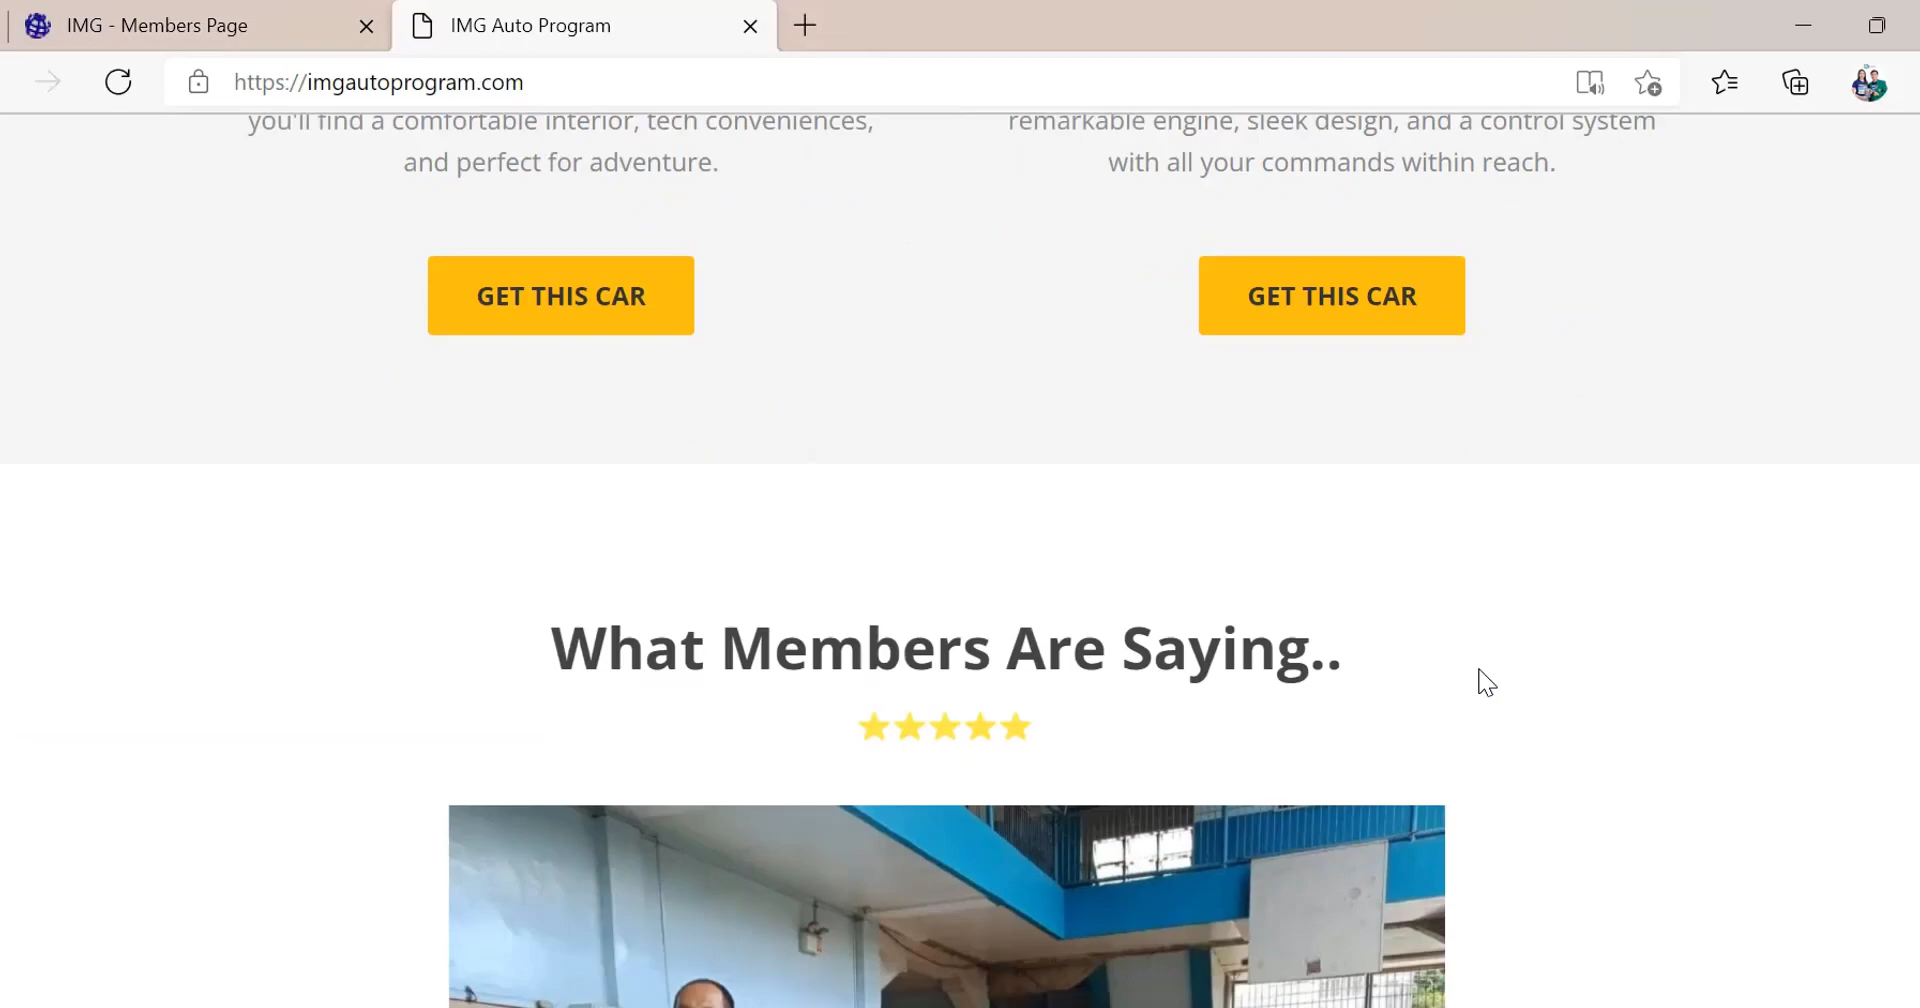 IMG - Members Page
IMG Auto Program
https://imgautoprogram.com
you'll find a comfortable interior, tech conveniences,
and perfect for adventure.
remarkable engine, sleek design, and a control system
with all your commands within reach.
GET THIS CAR
GET THIS CAR
What Members Are Saying..